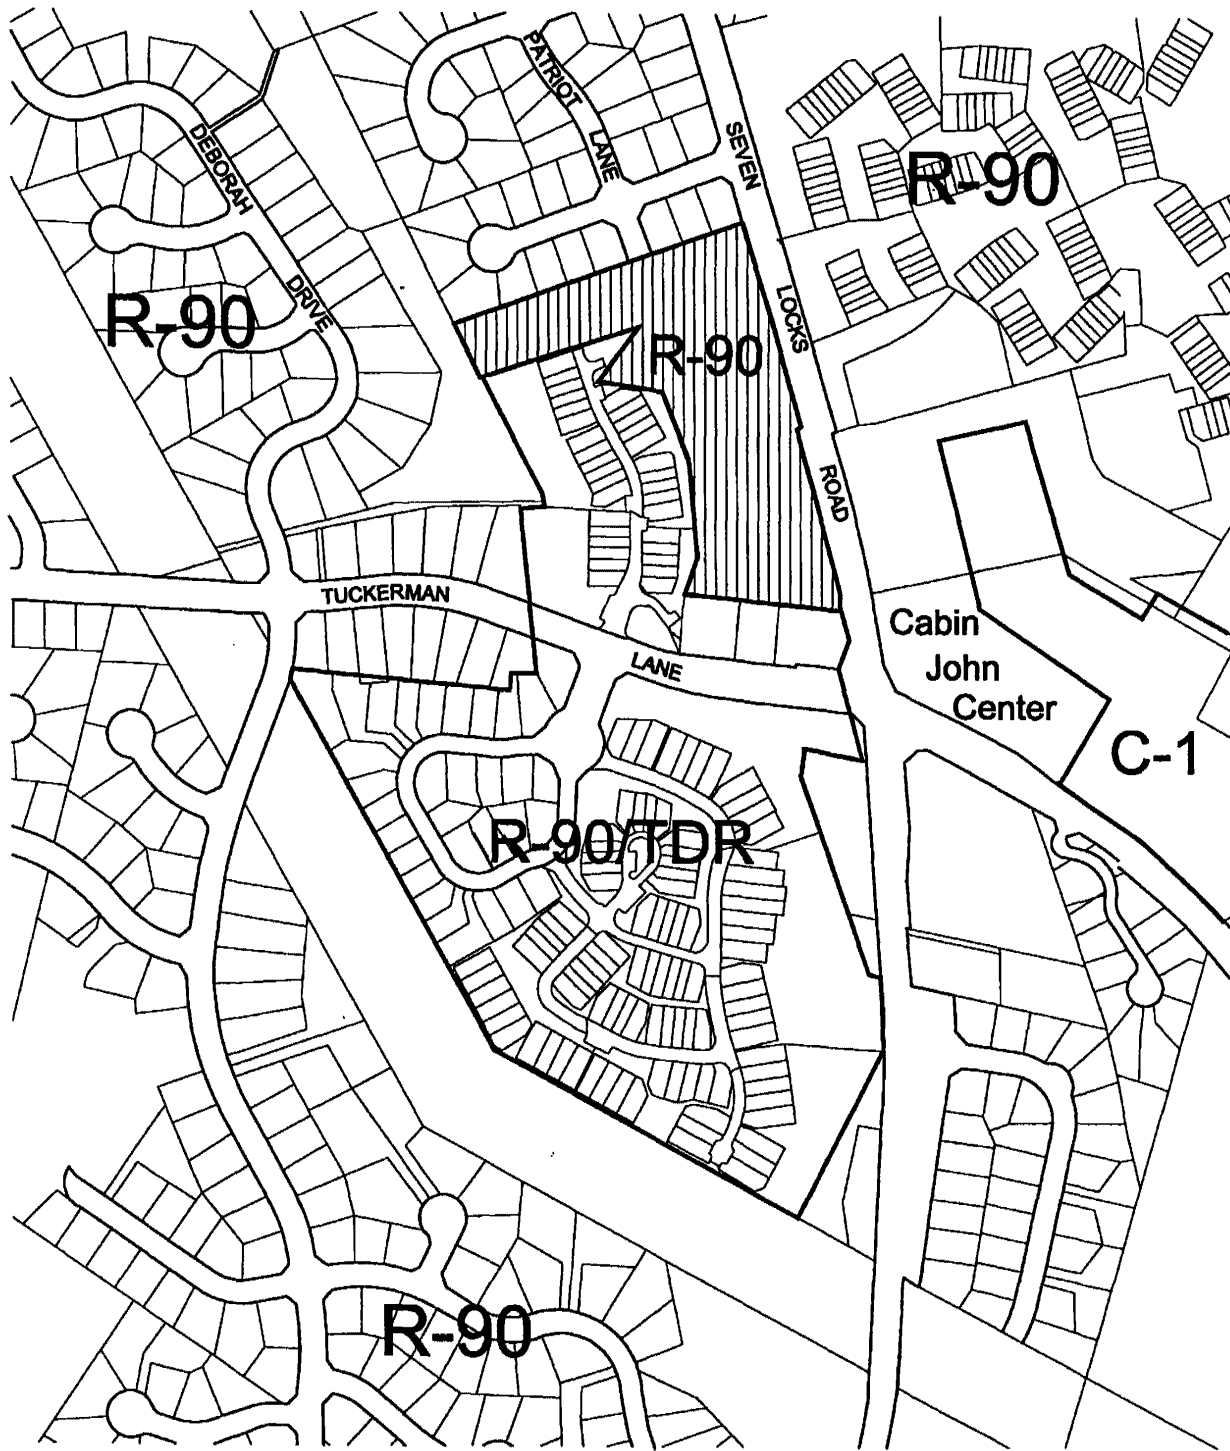 PATRIOT
LANE
DEBORAH
DRIVE
SEVEN
LOCKS
ROAD
R-90
R-90
R-90
TUCKERMAN
LANE
Cabin
John
Center
C-1
R-90/TDR
R-90